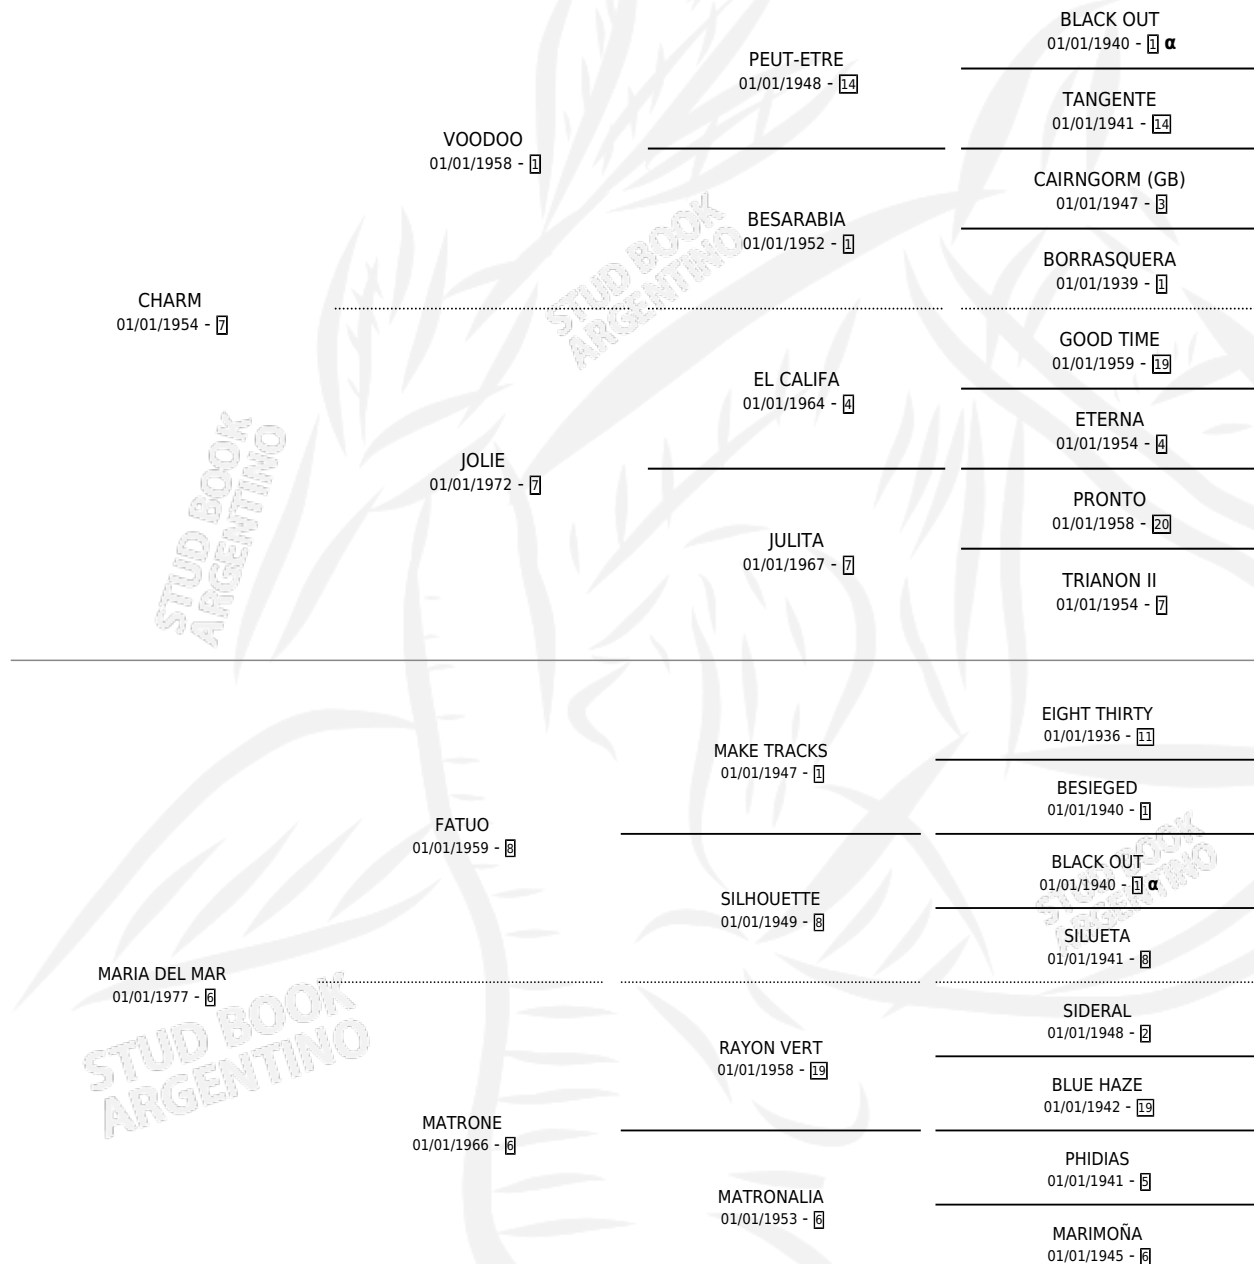 BLACK OUT
01/01/1940 - 1 α
PEUT-ETRE
01/01/1948 - 14
TANGENTE
01/01/1941 - 14
VOODOO
01/01/1958 - 1
CAIRNGORM (GB)
01/01/1947 - 3
BESARABIA
01/01/1952 - 1
BORRASQUERA
01/01/1939 - 1
CHARM
01/01/1954 - 7
GOOD TIME
01/01/1959 - 19
EL CALIFA
01/01/1964 - 4
ETERNA
01/01/1954 - 4
JOLIE
01/01/1972 - 7
PRONTO
01/01/1958 - 20
JULITA
01/01/1967 - 7
TRIANON II
01/01/1954 - 7
EIGHT THIRTY
01/01/1936 - 11
MAKE TRACKS
01/01/1947 - 1
BESIEGED
01/01/1940 - 1
FATUO
01/01/1959 - 8
BLACK OUT
01/01/1940 - 1 α
SILHOUETTE
01/01/1949 - 8
SILUETA
01/01/1941 - 8
MARIA DEL MAR
01/01/1977 - 6
SIDERAL
01/01/1948 - 2
RAYON VERT
01/01/1958 - 19
BLUE HAZE
01/01/1942 - 19
MATRONE
01/01/1966 - 6
PHIDIAS
01/01/1941 - 5
MATRONALIA
01/01/1953 - 6
MARIMOÑA
01/01/1945 - 6
STUD BOOK
ARGENTINO
STUD BOOK
ARGENTINO
STUD BOOK
ARGENTINO
STUD BOOK
ARGENTINO